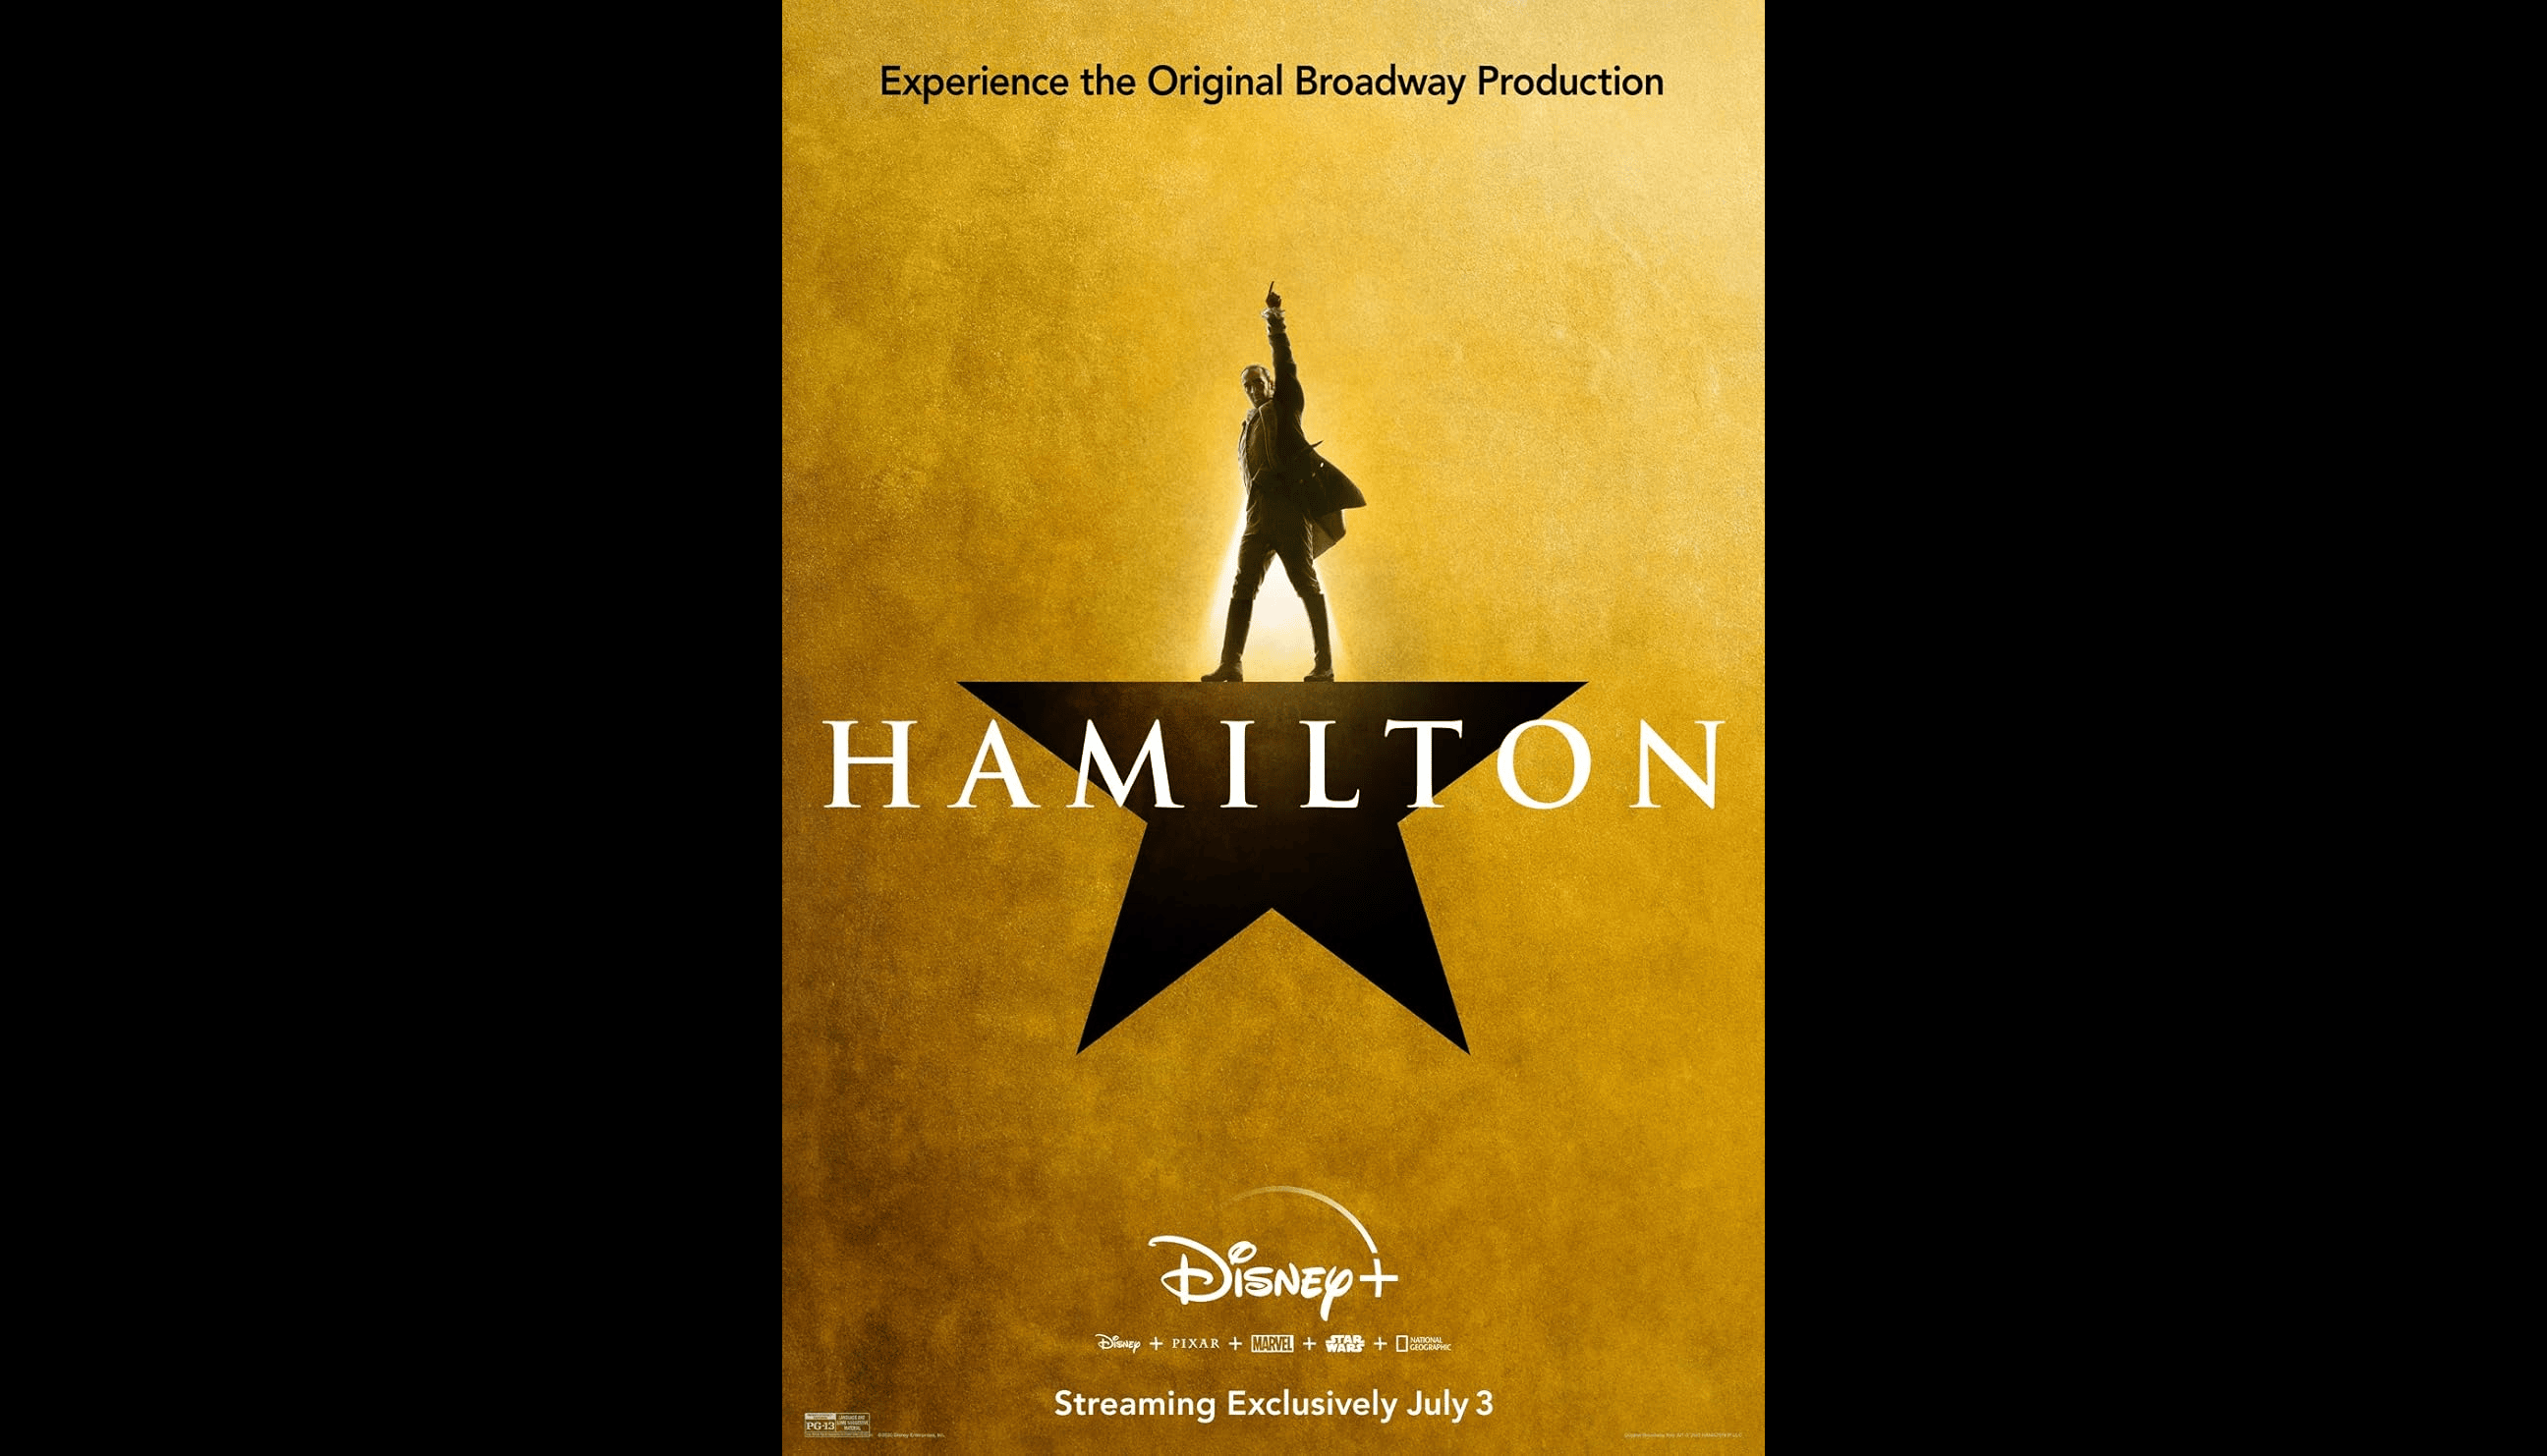 Experience the Original Broadway Production
HAMILTON
Disney+
Disney + PIXAR + MARVEL + STAR WARS + NATIONAL GEOGRAPHIC
Streaming Exclusively July 3
PG-13